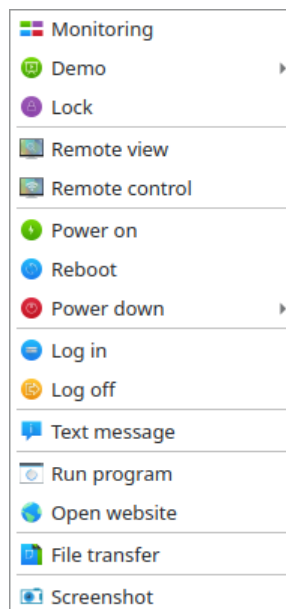 Monitoring
Demo
Lock
Remote view
Remote control
Power on
Reboot
Power down
Log in
Log off
Text message
Run program
Open website
File transfer
Screenshot